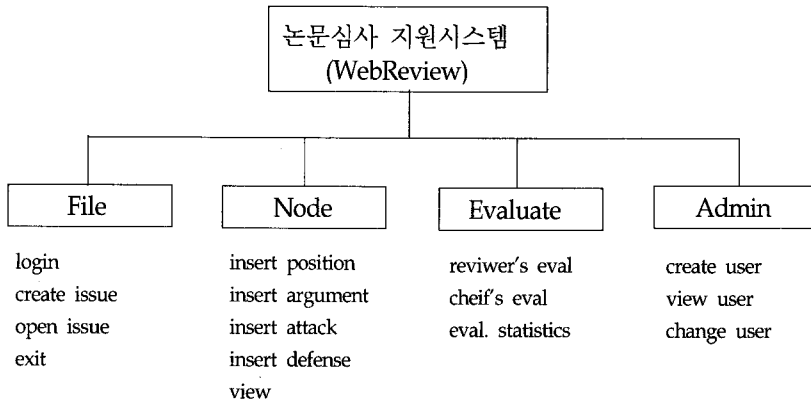 논문심사 지원시스템
(WebReview)
File
login
create issue
open issue
exit
Node
insert position
insert argument
insert attack
insert defense
view
Evaluate
reviwer's eval
cheif's eval
eval. statistics
Admin
create user
view user
change user